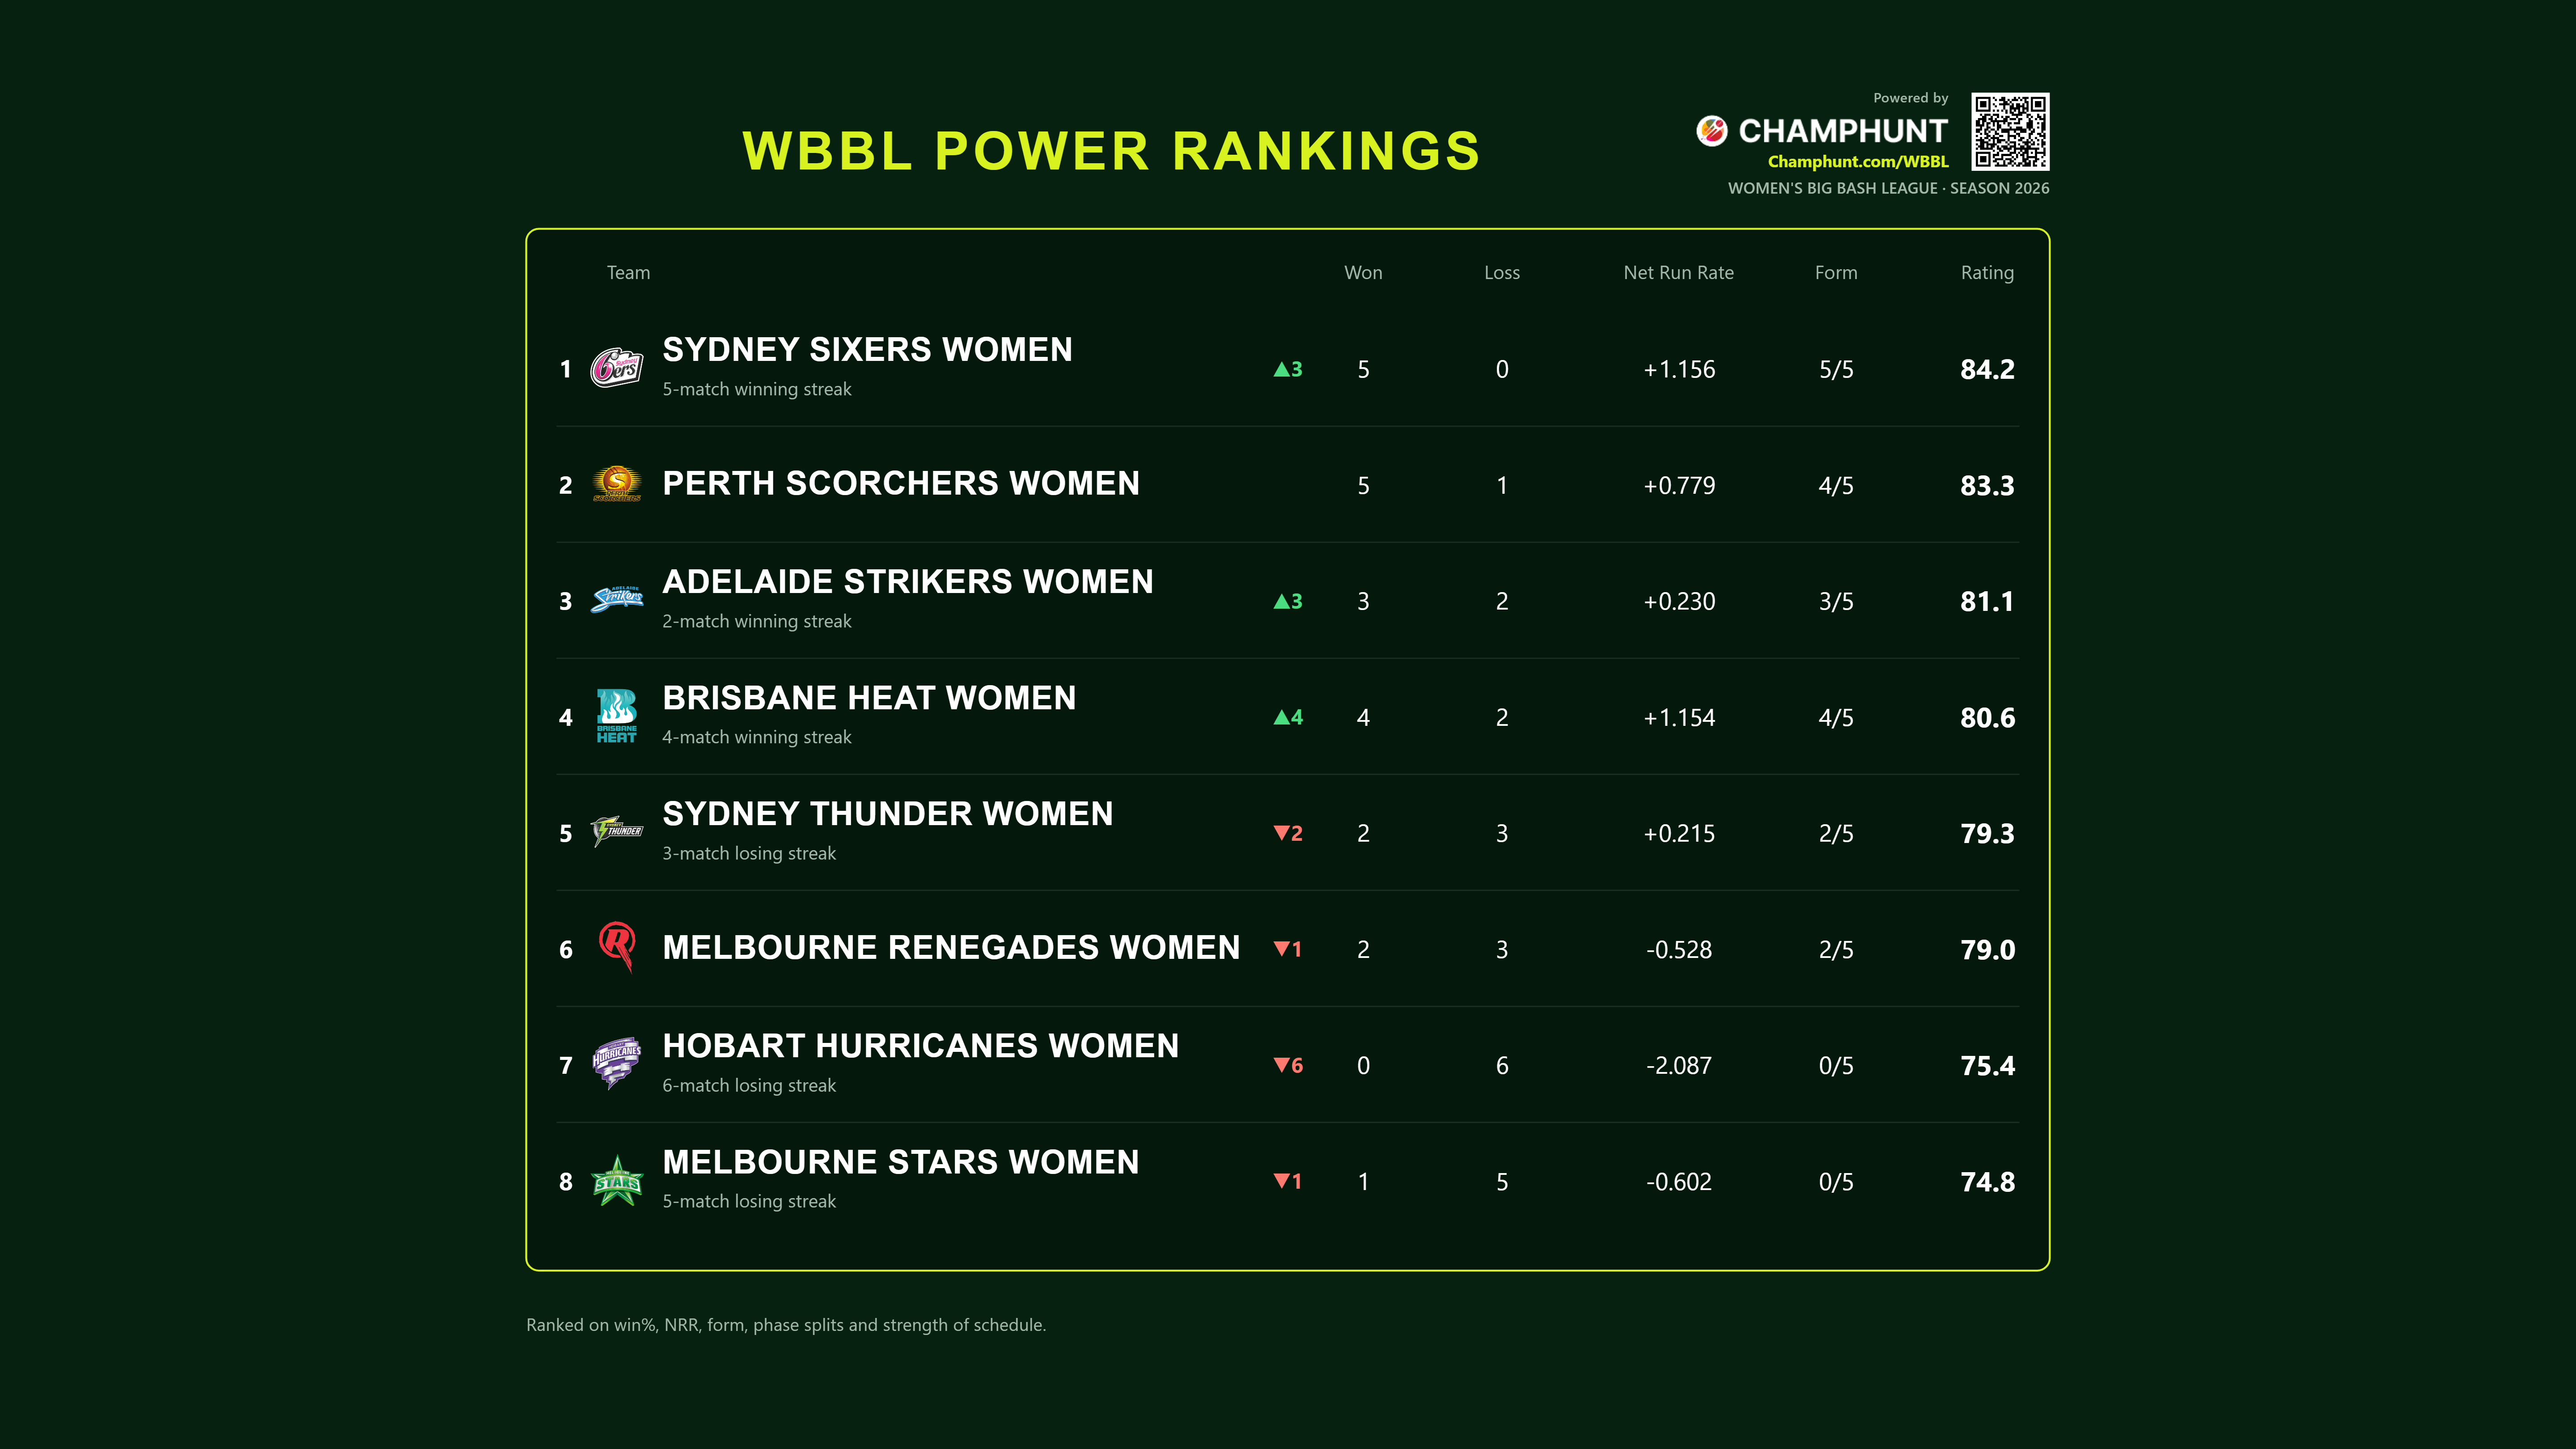 Powered by
CHAMPHUNT
Champhunt.com/WBBL
WBBL POWER RANKINGS
WOMEN'S BIG BASH LEAGUE · SEASON 2026
Team Won Loss Net Run Rate Form Rating
1 Sydney 6ers SYDNEY SIXERS WOMEN ▲3 5 0 +1.156 5/5 84.2
5-match winning streak
2 PERTH SCORCHERS PERTH SCORCHERS WOMEN 5 1 +0.779 4/5 83.3
3 ADELAIDE Strikers ADELAIDE STRIKERS WOMEN ▲3 3 2 +0.230 3/5 81.1
2-match winning streak
4 B BRISBANE HEAT BRISBANE HEAT WOMEN ▲4 4 2 +1.154 4/5 80.6
4-match winning streak
5 SYDNEY THUNDER SYDNEY THUNDER WOMEN ▼2 2 3 +0.215 2/5 79.3
3-match losing streak
6 R MELBOURNE RENEGADES WOMEN ▼1 2 3 -0.528 2/5 79.0
7 HURRICANES HOBART HURRICANES WOMEN ▼6 0 6 -2.087 0/5 75.4
6-match losing streak
8 STARS MELBOURNE STARS WOMEN ▼1 1 5 -0.602 0/5 74.8
5-match losing streak
Ranked on win%, NRR, form, phase splits and strength of schedule.